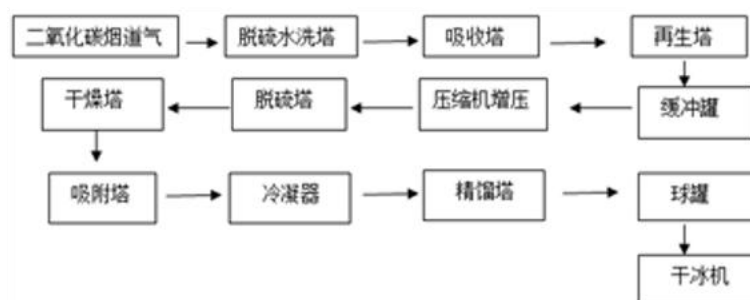 二氧化碳烟道气
脱硫水洗塔
吸收塔
再生塔
缓冲罐
压缩机增压
脱硫塔
干燥塔
吸附塔
冷凝器
精馏塔
球罐
干冰机